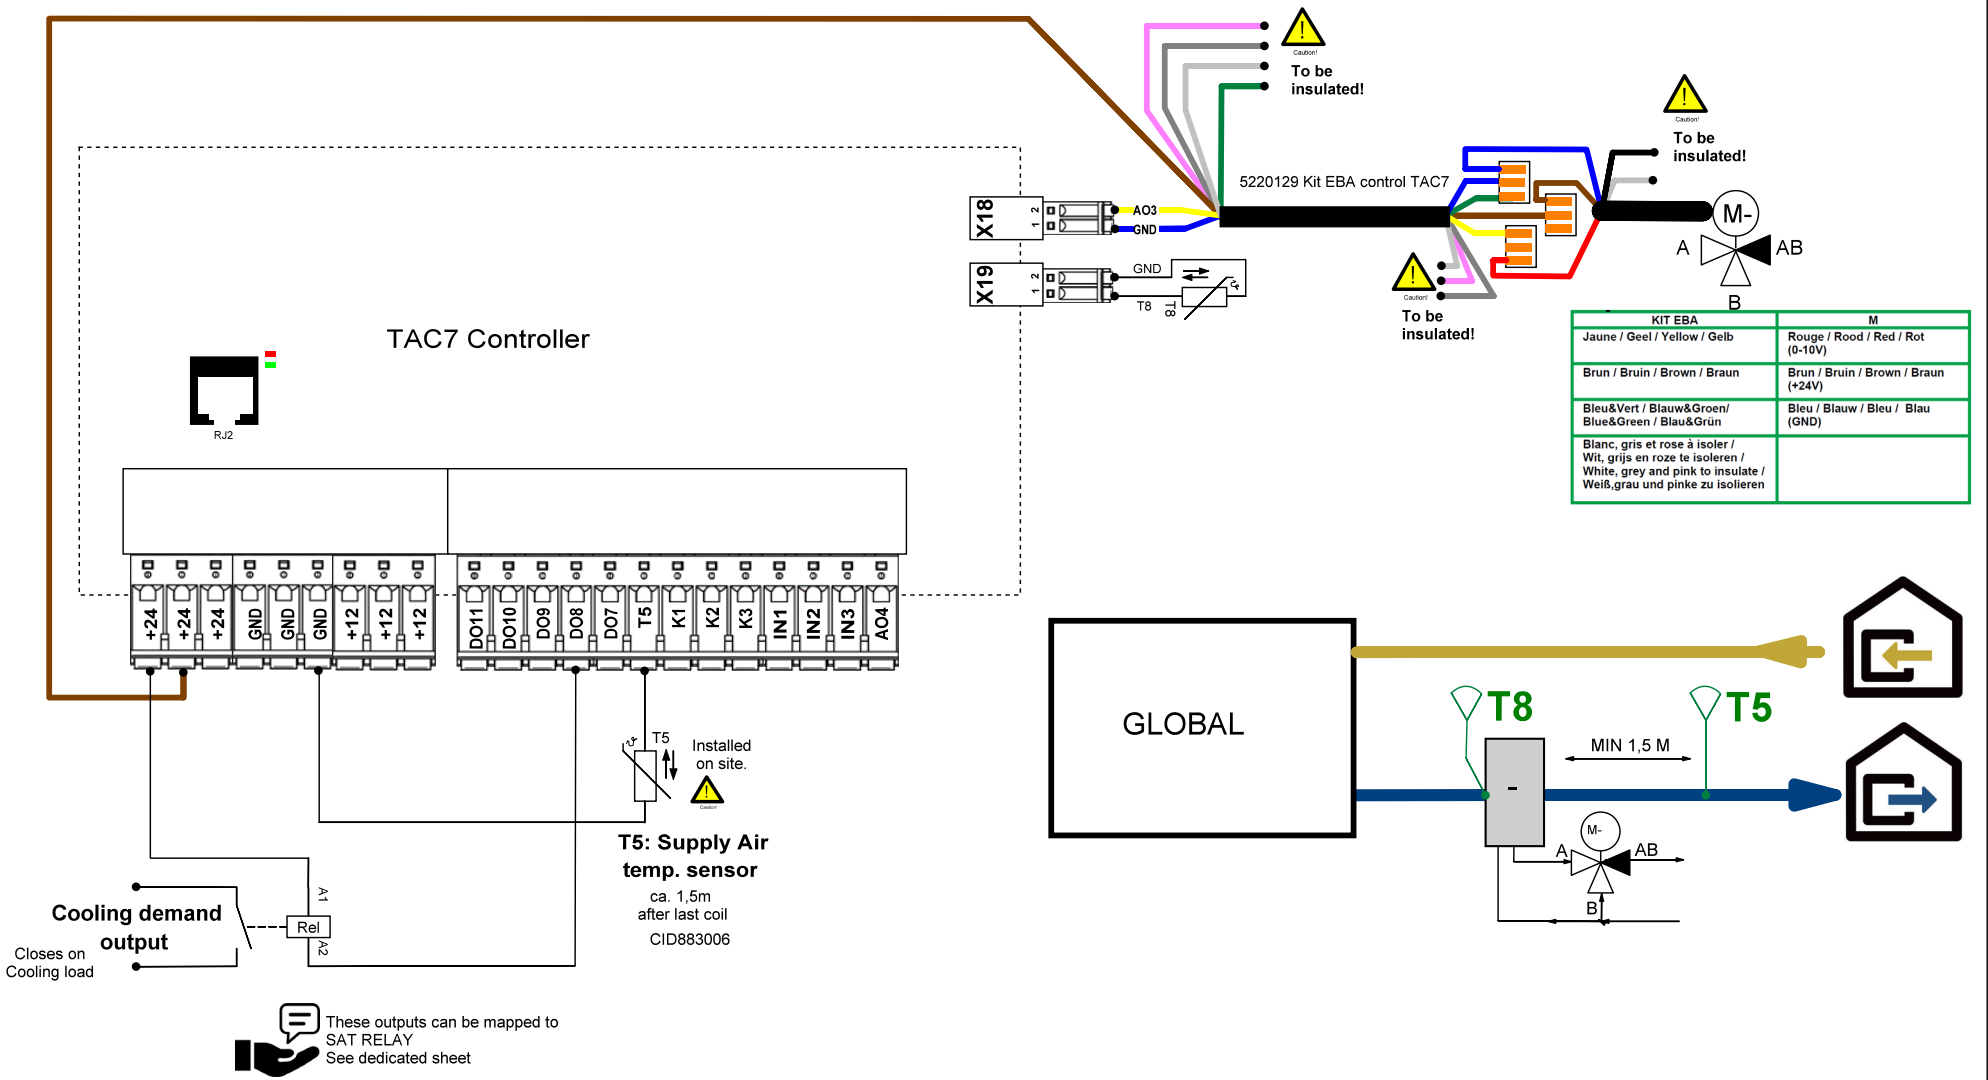 Caution!
To be
insulated!
Caution!
To be
insulated!
5220129 Kit EBA control TAC7
X18
2
1
AO3
GND
X19
2
1
GND
T8
T8
Caution!
To be
insulated!
M-
A
AB
B
TAC7 Controller
RJ2
KIT EBA
M
Jaune / Geel / Yellow / Gelb
Rouge / Rood / Red / Rot
(0-10V)
Brun / Bruin / Brown / Braun
Brun / Bruin / Brown / Braun
(+24V)
Bleu&Vert / Blauw&Groen/
Blue&Green / Blau&Grün
Bleu / Blauw / Bleu / Blau
(GND)
Blanc, gris et rose à isoler /
Wit, grijs en roze te isoleren /
White, grey and pink to insulate /
Weiß,grau und pinke zu isolieren
+24
+24
+24
GND
GND
GND
+12
+12
+12
DO11
DO10
DO9
DO8
DO7
T5
K1
K2
K3
IN1
IN2
IN3
AO4
T5
Installed
on site.
Caution!
T5: Supply Air
temp. sensor
ca. 1,5m
after last coil
CID883006
A1
Rel
A2
Cooling demand
output
Closes on
Cooling load
These outputs can be mapped to
SAT RELAY
See dedicated sheet
GLOBAL
T8
T5
MIN 1,5 M
-
M-
A
AB
B